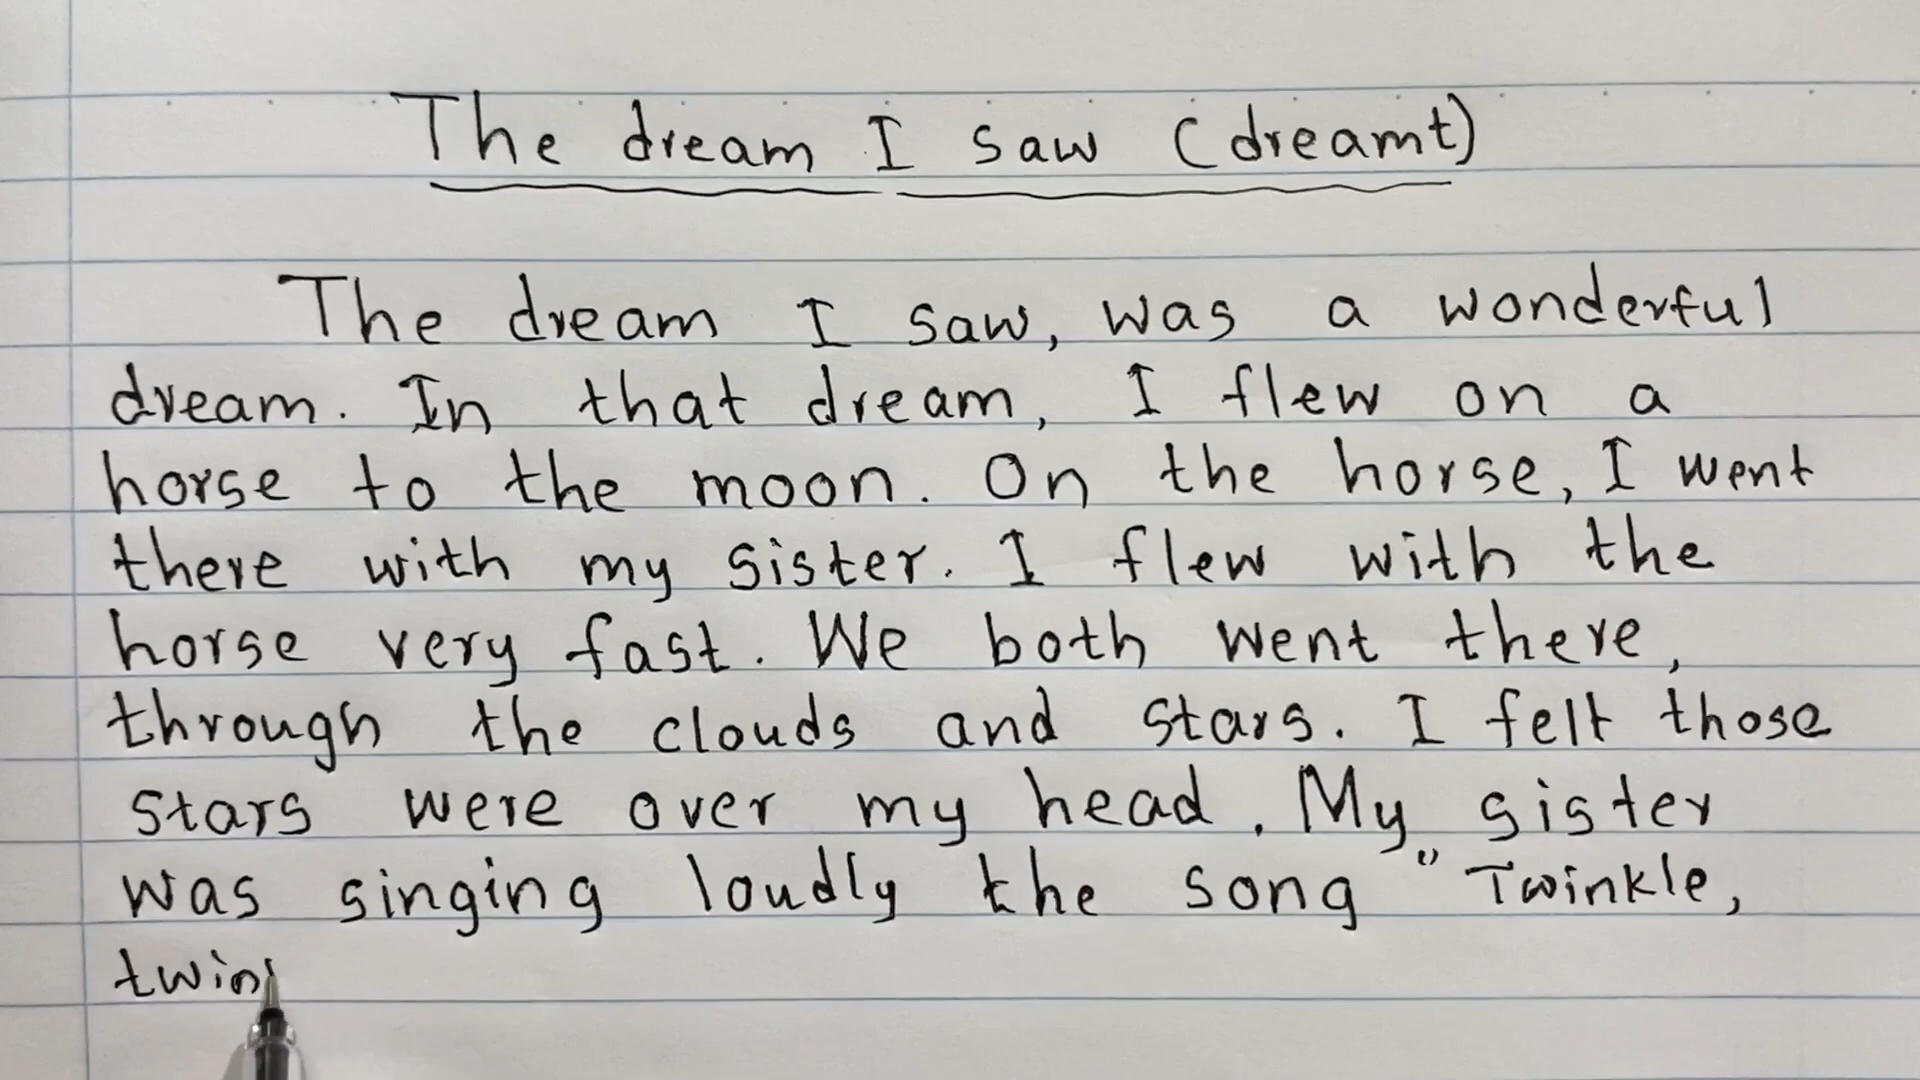 The dream I saw (dreamt)
The dream I saw, was a wonderful
dream. In that dream, I flew on a
horse to the moon. On the horse, I went
there with my sister. I flew with the
horse very fast. We both went there,
through the clouds and stars. I felt those
stars were over my head. My sister
was singing loudly the song "Twinkle,
twin